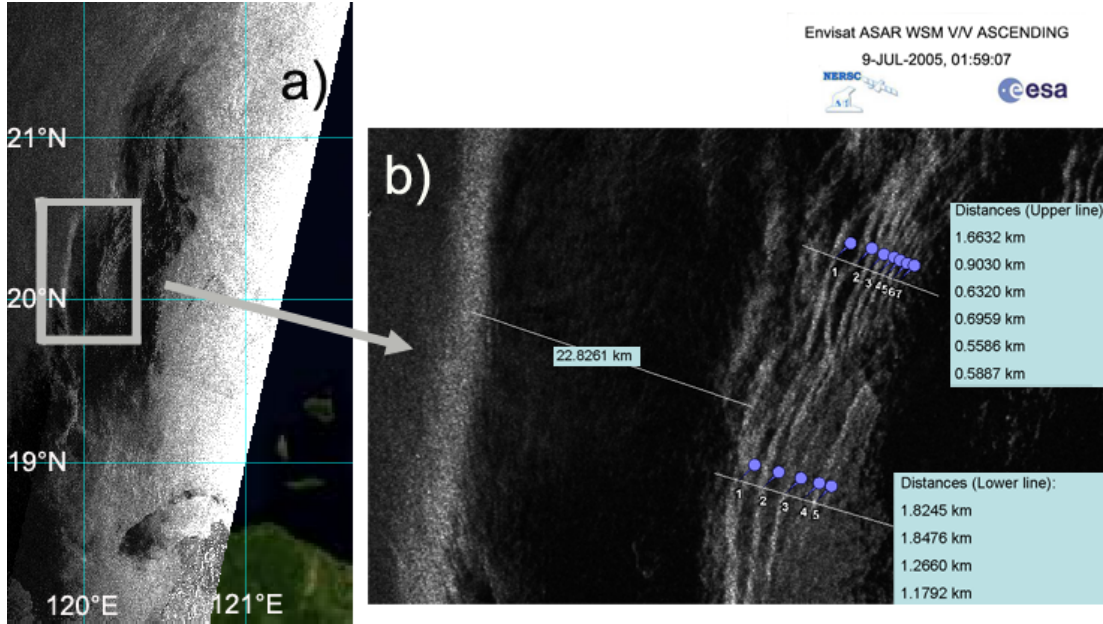 Envisat ASAR WSM V/V ASCENDING
9-JUL-2005, 01:59:07
NERSC
esa
a)
21°N
20°N
19°N
120°E
121°E
b)
22.8261 km
1 2 3 4 5 6 7
Distances (Upper line)
1.6632 km
0.9030 km
0.6320 km
0.6959 km
0.5586 km
0.5887 km
1 2 3 4 5
Distances (Lower line):
1.8245 km
1.8476 km
1.2660 km
1.1792 km